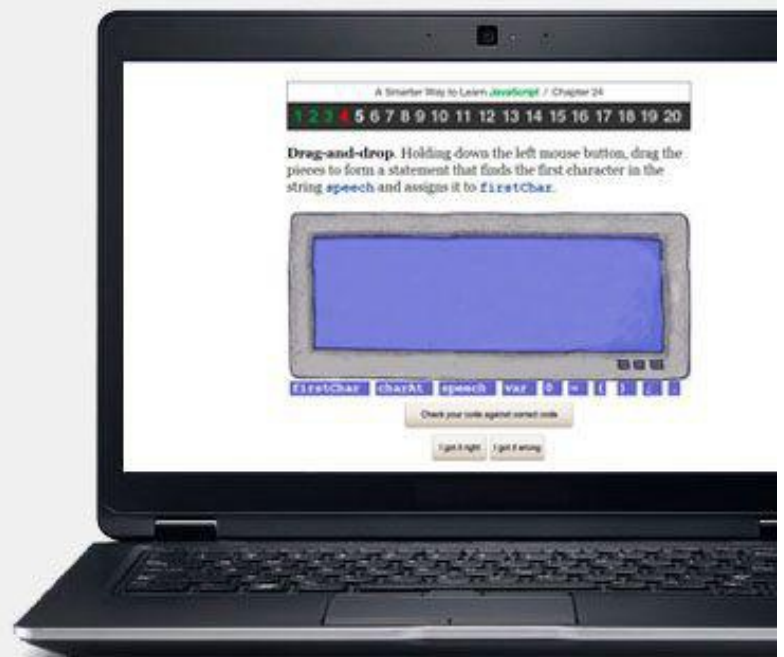 A Smarter Way to Learn JavaScript / Chapter 24
1 2 3 4 5 6 7 8 9 10 11 12 13 14 15 16 17 18 19 20
Drag-and-drop. Holding down the left mouse button, drag the
pieces to form a statement that finds the first character in the
string speech and assigns it to firstChar.
firstChar charAt speech var 0 = ( ) ; .
Check your code against correct code
I got it right I got it wrong